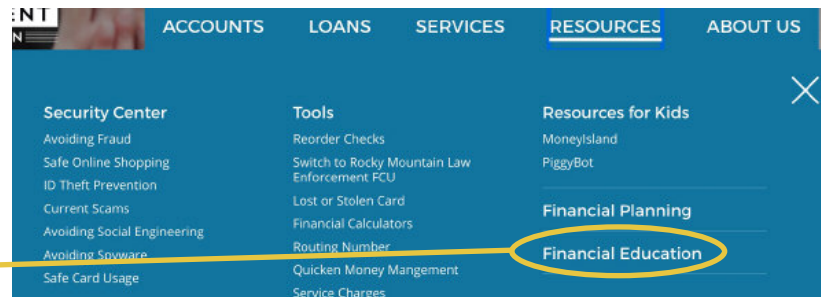 ENT
N
ACCOUNTS LOANS SERVICES RESOURCES ABOUT US
Security Center
Avoiding Fraud
Safe Online Shopping
ID Theft Prevention
Current Scams
Avoiding Social Engineering
Avoiding Spyware
Safe Card Usage
Tools
Reorder Checks
Switch to Rocky Mountain Law
Enforcement FCU
Lost or Stolen Card
Financial Calculators
Routing Number
Quicken Money Mangement
Service Charges
Resources for Kids
MoneyIsland
PiggyBot
Financial Planning
Financial Education